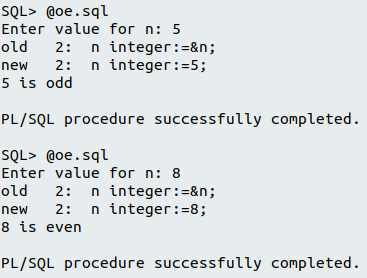 SQL> @oe.sql
Enter value for n: 5
old   2:  n integer:=&n;
new   2:  n integer:=5;
5 is odd
PL/SQL procedure successfully completed.
SQL> @oe.sql
Enter value for n: 8
old   2:  n integer:=&n;
new   2:  n integer:=8;
8 is even
PL/SQL procedure successfully completed.